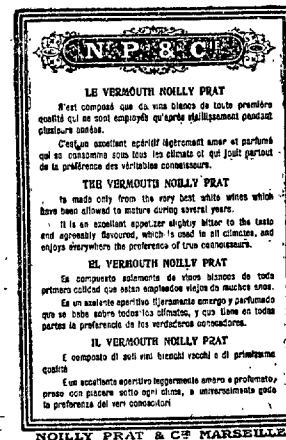 N. P. & Cº
LE VERMOUTH NOILLY PRAT
N'est composé que de vins blancs de toute première
qualité qui ne sont employés qu'après vieillissement pendant
plusieurs années.
C'est un excellent apéritif légèrement amer et parfumé
qui se consomme sous tous les climats et qui jouit partout
de la préférence des véritables connaisseurs.
THE VERMOUTH NOILLY PRAT
Is made only from the very best white wines which
have been allowed to mature during several years.
It is an excellent appetizer slightly bitter to the taste
and agreeably flavoured, which is used in all climates, and
enjoys everywhere the preference of true connoisseurs.
EL VERMOUTH NOILLY PRAT
Es compuesto solamente de vinos blancos de toda
primera calidad que estan empleados viejos de muchos anos.
Es un exelente aperitivo lijeramente amargo y parfumado
que se bebe sobre todos los climates, y que tiene en todas
partes la preferencia de los verdaderos conocadores.
IL VERMOUTH NOILLY PRAT
E composto di soli vini bianchi vecchi e di primissima
qualitá
E un eccellente aperitivo leggermente amaro e profumato,
preso con piacere sotto ogni clima, e universalmente gode
la preferenza dei veri conoscitori
NOILLY PRAT & Cie MARSEILLE